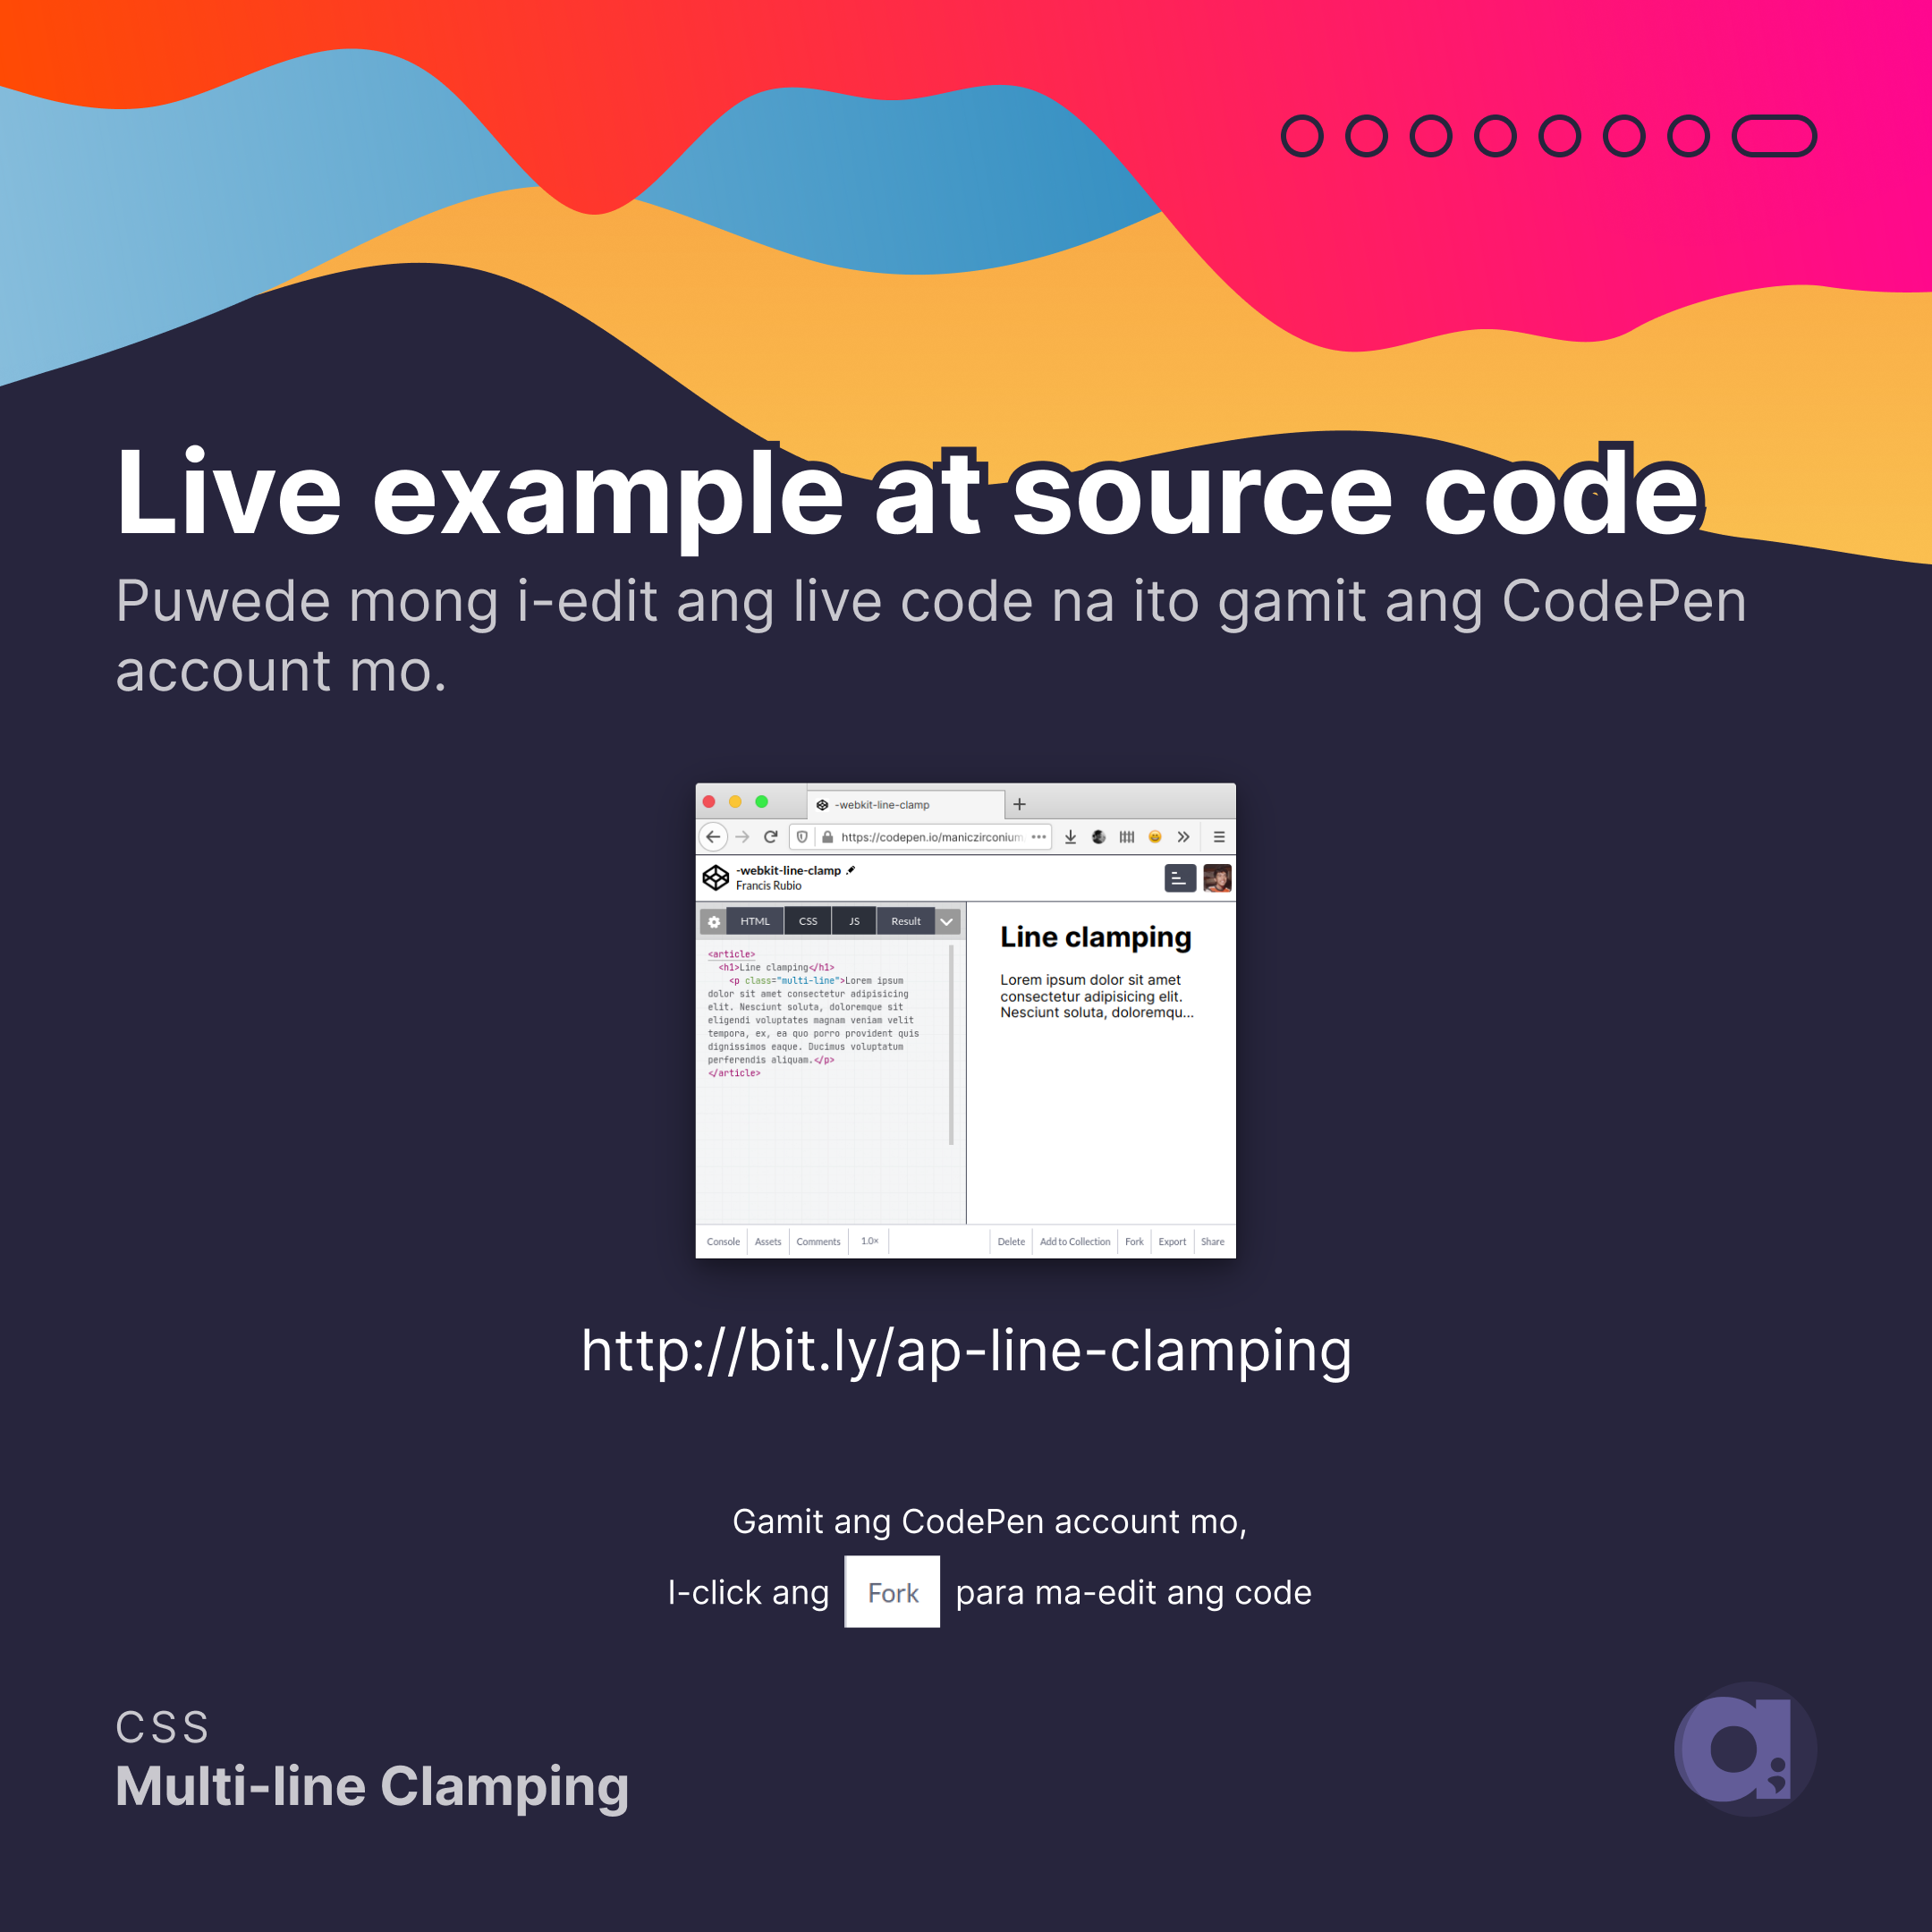 Live example at source code
Puwede mong i-edit ang live code na ito gamit ang CodePen
account mo.
-webkit-line-clamp
https://codepen.io/maniczirconium
-webkit-line-clamp
Francis Rubio
HTML CSS JS Result
<article>
<h1>Line clamping</h1>
<p class="multi-line">Lorem ipsum
dolor sit amet consectetur adipisicing
elit. Nesciunt soluta, doloremque sit
eligendi voluptates magnam veniam velit
tempora, ex, ea quo porro provident quis
dignissimos eaque. Ducimus voluptatum
perferendis aliquam.</p>
</article>
Line clamping
Lorem ipsum dolor sit amet
consectetur adipisicing elit.
Nesciunt soluta, doloremqu...
Console Assets Comments 1.0× Delete Add to Collection Fork Export Share
http://bit.ly/ap-line-clamping
Gamit ang CodePen account mo,
I-click ang Fork para ma-edit ang code
CSS
Multi-line Clamping
a;